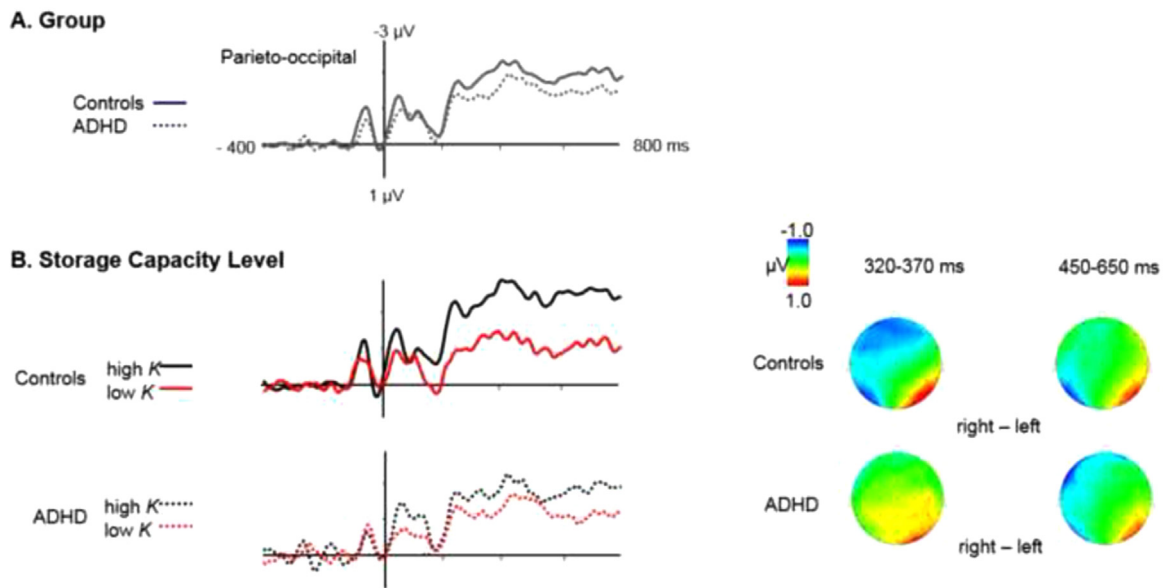 A. Group
-3 µV
Parieto-occipital
Controls
ADHD
- 400
800 ms
1 µV
B. Storage Capacity Level
Controls
high K
low K
ADHD
high K
low K
-1.0
µV
1.0
320-370 ms
450-650 ms
Controls
right – left
ADHD
right – left